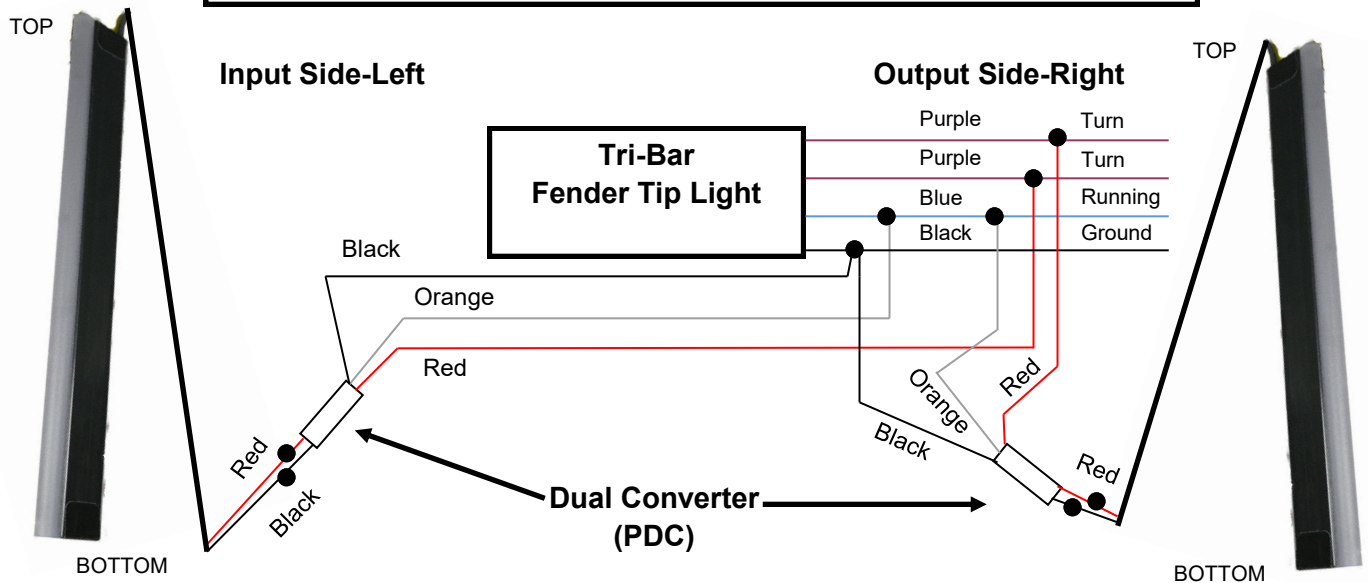 TOP
TOP
Input Side-Left
Output Side-Right
Tri-Bar
Fender Tip Light
Purple
Turn
Purple
Turn
Blue
Running
Black
Ground
Black
Orange
Red
Red
Black
Orange
Red
Black
Red
Dual Converter
(PDC)
BOTTOM
BOTTOM